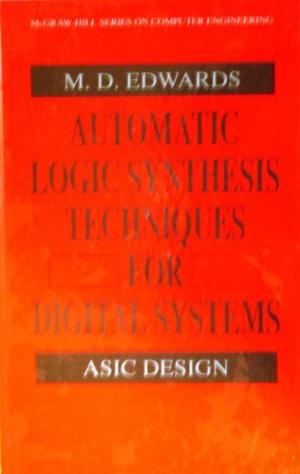 McGRAW-HILL SERIES ON COMPUTER ENGINEERING
M. D. EDWARDS
AUTOMATIC
LOGIC SYNTHESIS
TECHNIQUES
FOR
DIGITAL SYSTEMS
ASIC DESIGN